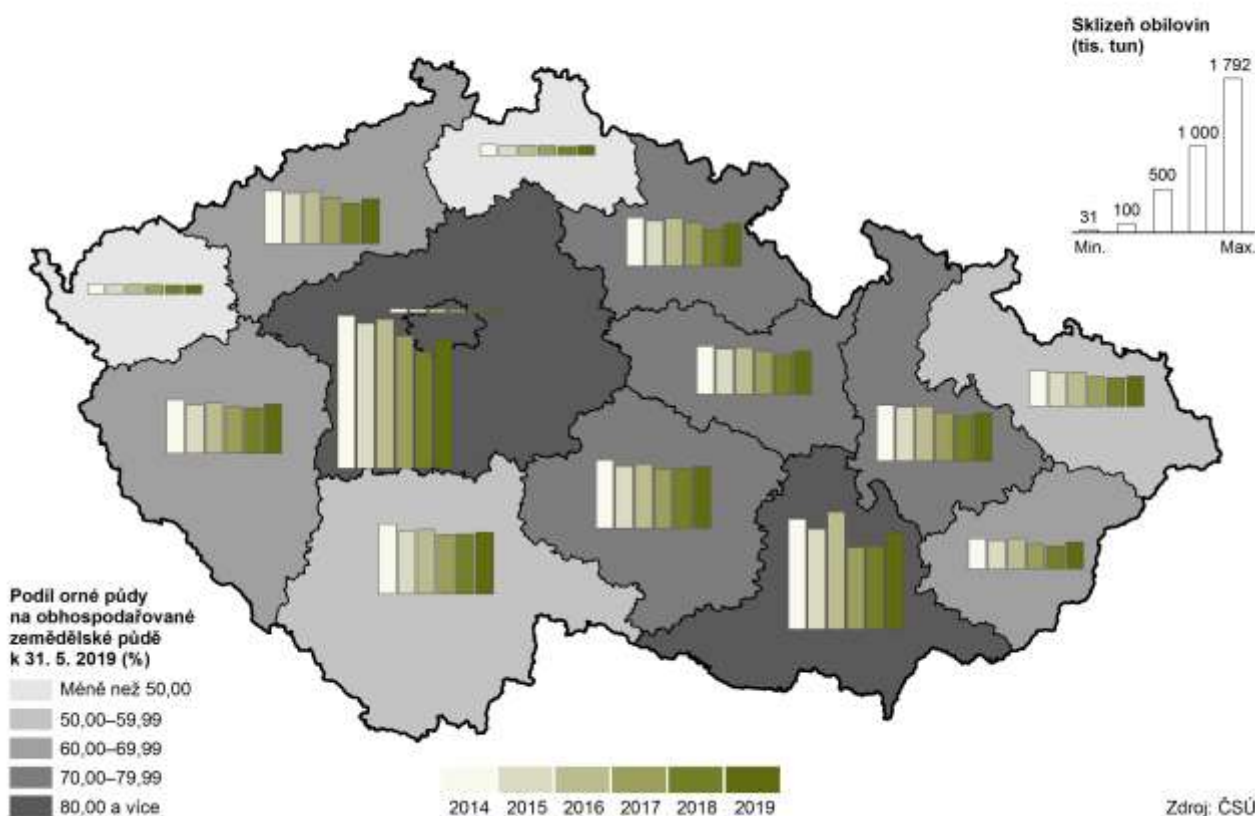 Sklizeň obilovin
(tis. tun)
1 792
1 000
500
100
31
Min.
Max.
Podíl orné půdy
na obhospodařované
zemědělské půdě
k 31. 5. 2019 (%)
Méně než 50,00
50,00–59,99
60,00–69,99
70,00–79,99
80,00 a více
2014 2015 2016 2017 2018 2019
Zdroj: ČSÚ